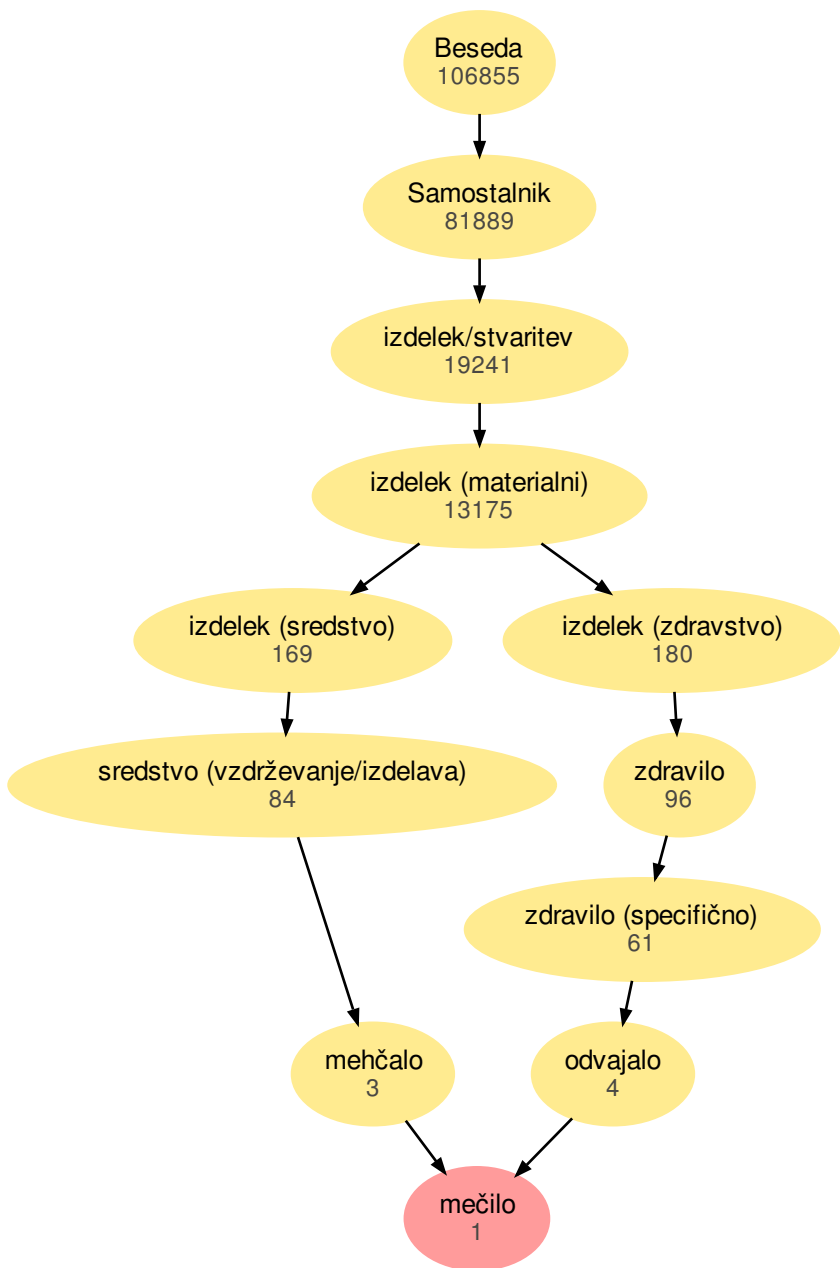 Beseda
106855
Samostalnik
81889
izdelek/stvaritev
19241
izdelek (materialni)
13175
izdelek (sredstvo)
169
izdelek (zdravstvo)
180
sredstvo (vzdrževanje/izdelava)
84
zdravilo
96
zdravilo (specifično)
61
mehčalo
3
odvajalo
4
mečilo
1